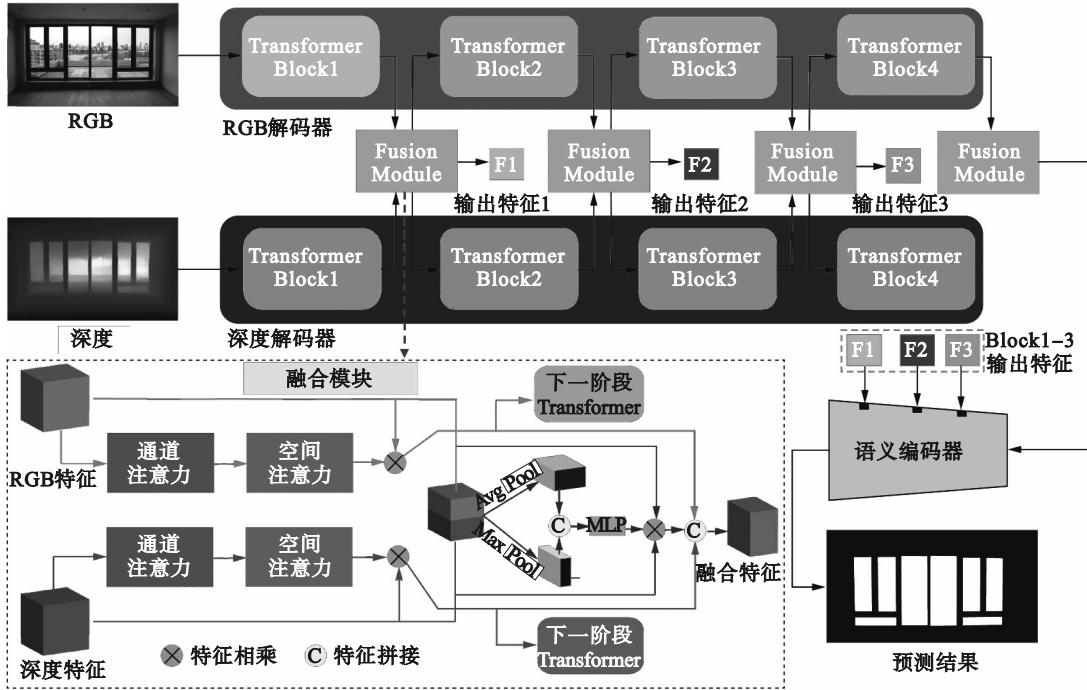 RGB
Transformer
Block1
Transformer
Block2
Transformer
Block3
Transformer
Block4
RGB解码器
Fusion
Module
F1
输出特征1
Fusion
Module
F2
输出特征2
Fusion
Module
F3
输出特征3
Fusion
Module
深度
Transformer
Block1
Transformer
Block2
Transformer
Block3
Transformer
Block4
深度解码器
融合模块
RGB特征
通道
注意力
空间
注意力
下一阶段
Transformer
Avg Pool
Max Pool
C
MLP
C
融合特征
深度特征
通道
注意力
空间
注意力
下一阶段
Transformer
特征相乘
C
特征拼接
F1
F2
F3
Block1-3
输出特征
语义编码器
预测结果